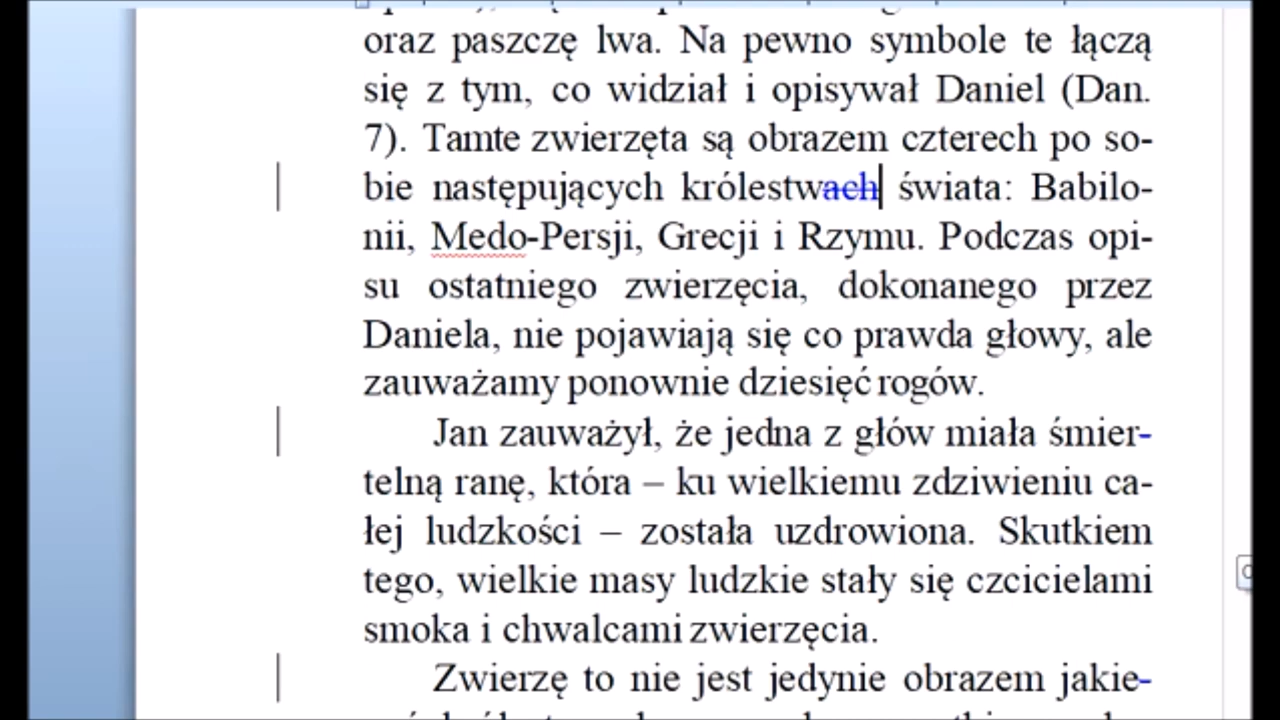 oraz paszczę lwa. Na pewno symbole te łączą
się z tym, co widział i opisywał Daniel (Dan.
7). Tamte zwierzęta są obrazem czterech po so-
bie następujących królestwach świata: Babilo-
nii, Medo-Persji, Grecji i Rzymu. Podczas opi-
su ostatniego zwierzęcia, dokonanego przez
Daniela, nie pojawiają się co prawda głowy, ale
zauważamy ponownie dziesięć rogów.
Jan zauważył, że jedna z głów miała śmier-
telną ranę, która – ku wielkiemu zdziwieniu ca-
łej ludzkości – została uzdrowiona. Skutkiem
tego, wielkie masy ludzkie stały się czcicielami
smoka i chwalcami zwierzęcia.
Zwierzę to nie jest jedynie obrazem jakie-